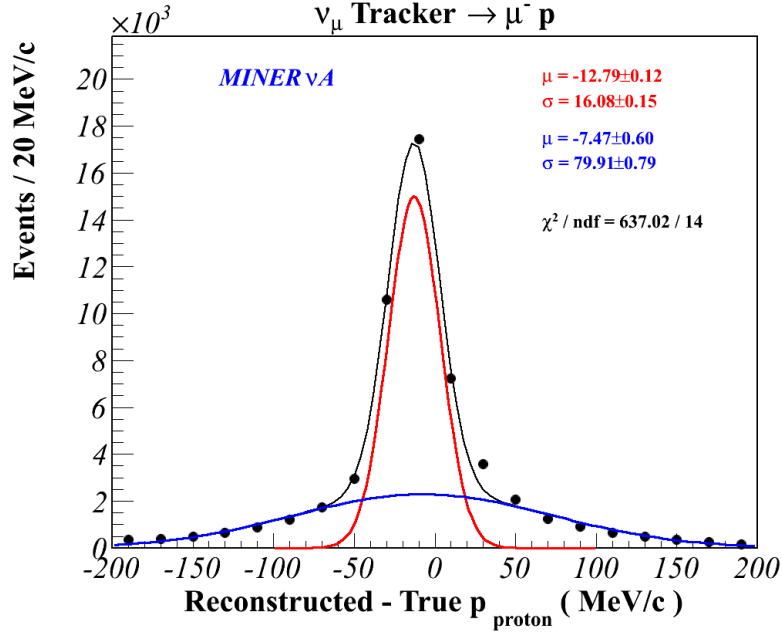 ν_μ Tracker → μ⁻ p
×10³
MINERνA
μ = -12.79±0.12
σ = 16.08±0.15
μ = -7.47±0.60
σ = 79.91±0.79
χ² / ndf = 637.02 / 14
Events / 20 MeV/c
20
18
16
14
12
10
8
6
4
2
0
-200 -150 -100 -50 0 50 100 150 200
Reconstructed - True p_proton ( MeV/c )